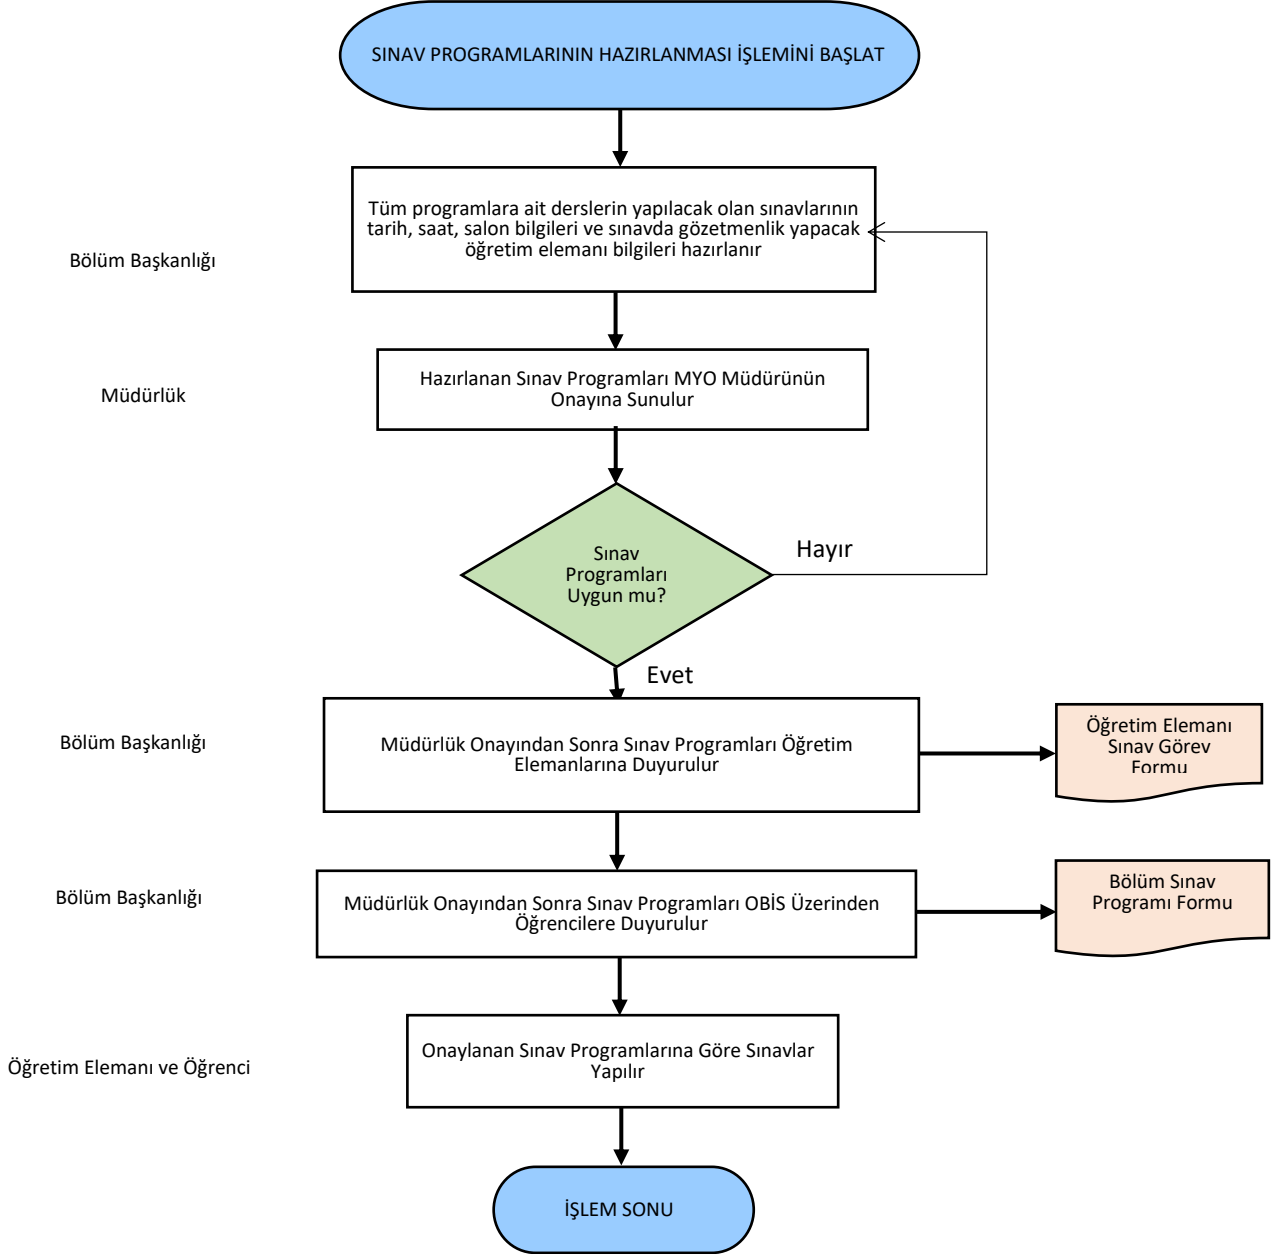 SINAV PROGRAMLARININ HAZIRLANMASI İŞLEMİNİ BAŞLAT
Tüm programlara ait derslerin yapılacak olan sınavlarının
tarih, saat, salon bilgileri ve sınavda gözetmenlik yapacak
öğretim elemanı bilgileri hazırlanır
Bölüm Başkanlığı
Hazırlanan Sınav Programları MYO Müdürünün
Onayına Sunulur
Müdürlük
Sınav
Programları
Uygun mu?
Hayır
Evet
Bölüm Başkanlığı
Müdürlük Onayından Sonra Sınav Programları Öğretim
Elemanlarına Duyurulur
Öğretim Elemanı
Sınav Görev
Formu
Bölüm Başkanlığı
Müdürlük Onayından Sonra Sınav Programları OBİS Üzerinden
Öğrencilere Duyurulur
Bölüm Sınav
Programı Formu
Öğretim Elemanı ve Öğrenci
Onaylanan Sınav Programlarına Göre Sınavlar
Yapılır
İŞLEM SONU